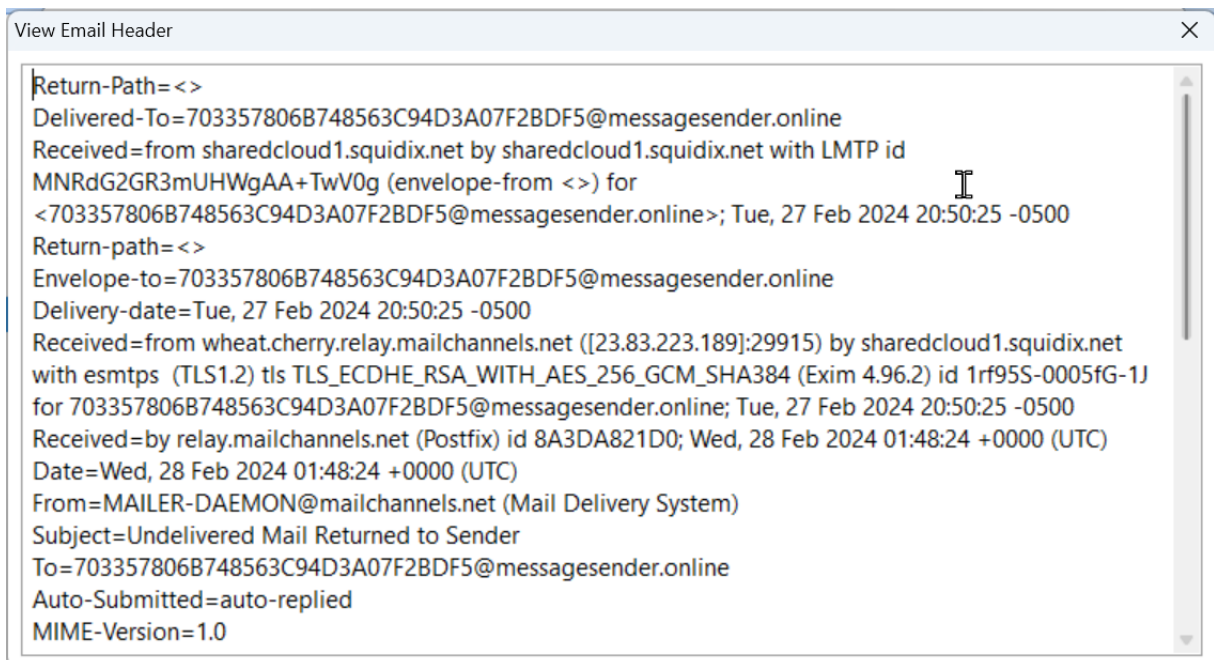 View Email Header
Return-Path=<>
Delivered-To=703357806B748563C94D3A07F2BDF5@messagesender.online
Received=from sharedcloud1.squidix.net by sharedcloud1.squidix.net with LMTP id
MNRdG2GR3mUHWgAA+TwV0g (envelope-from <>) for
<703357806B748563C94D3A07F2BDF5@messagesender.online>; Tue, 27 Feb 2024 20:50:25 -0500
Return-path=<>
Envelope-to=703357806B748563C94D3A07F2BDF5@messagesender.online
Delivery-date=Tue, 27 Feb 2024 20:50:25 -0500
Received=from wheat.cherry.relay.mailchannels.net ([23.83.223.189]:29915) by sharedcloud1.squidix.net
with esmtps  (TLS1.2) tls TLS_ECDHE_RSA_WITH_AES_256_GCM_SHA384 (Exim 4.96.2) id 1rf95S-0005fG-1J
for 703357806B748563C94D3A07F2BDF5@messagesender.online; Tue, 27 Feb 2024 20:50:25 -0500
Received=by relay.mailchannels.net (Postfix) id 8A3DA821D0; Wed, 28 Feb 2024 01:48:24 +0000 (UTC)
Date=Wed, 28 Feb 2024 01:48:24 +0000 (UTC)
From=MAILER-DAEMON@mailchannels.net (Mail Delivery System)
Subject=Undelivered Mail Returned to Sender
To=703357806B748563C94D3A07F2BDF5@messagesender.online
Auto-Submitted=auto-replied
MIME-Version=1.0